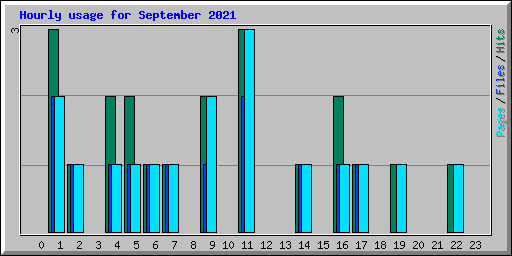 Hourly usage for September 2021
3
Pages/Files/Hits
0 1 2 3 4 5 6 7 8 9 10 11 12 13 14 15 16 17 18 19 20 21 22 23